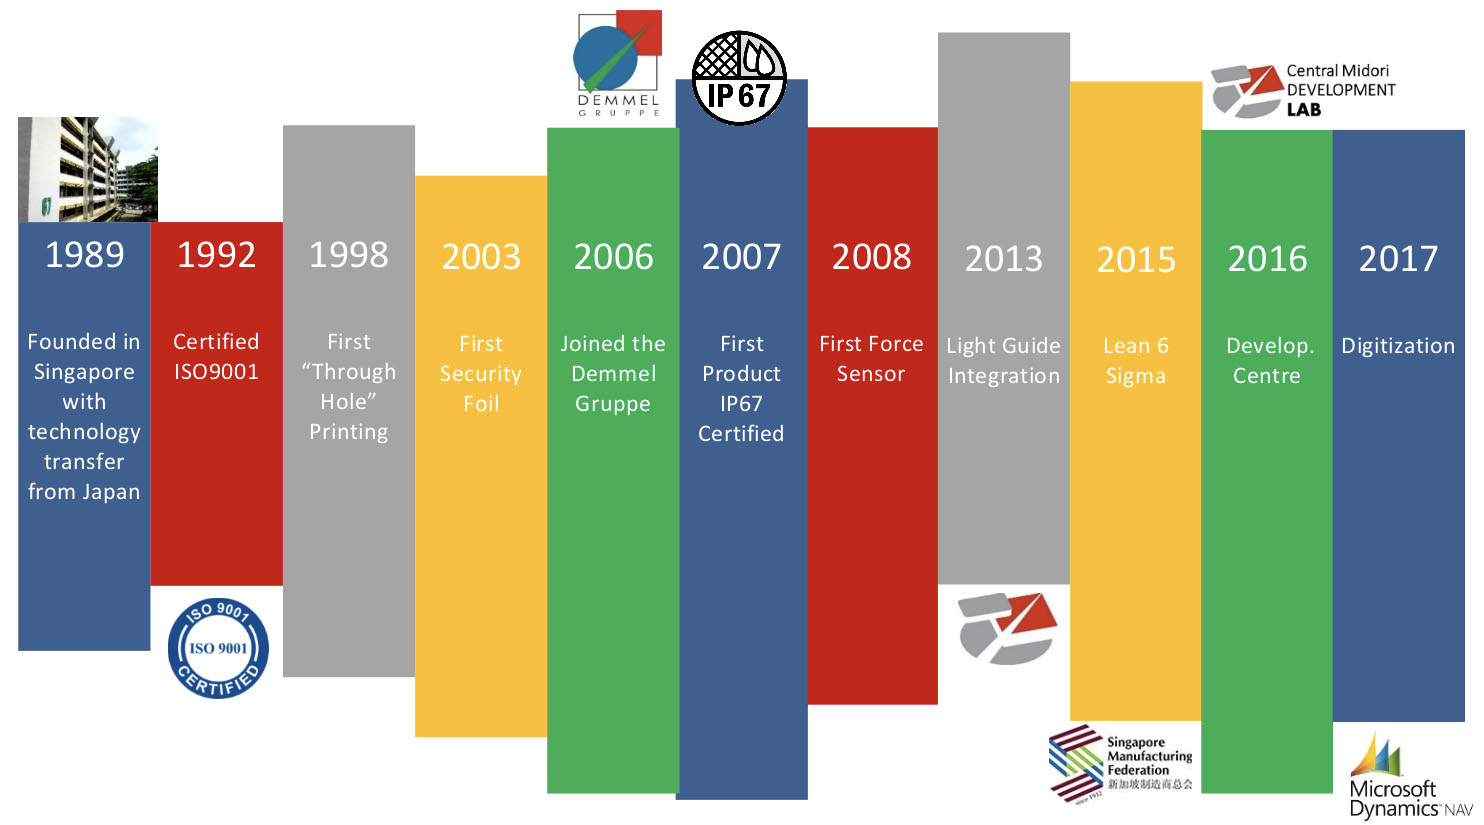 DEMMEL
GRUPPE
IP 67
Central Midori
DEVELOPMENT
LAB
67
1989
Founded in
Singapore
with
technology
transfer
from Japan
1992
Certified
ISO9001
1998
First
“Through
Hole”
Printing
2003
First
Security
Foil
2006
Joined the
Demmel
Gruppe
2007
First
Product
IP67
Certified
2008
First Force
Sensor
2013
Light Guide
Integration
2015
Lean 6
Sigma
2016
Develop.
Centre
2017
Digitization
ISO 9001
ISO 9001
CERTIFIED
Singapore
Manufacturing
Federation
新加坡制造商总会
since 1932
Microsoft
Dynamics NAV